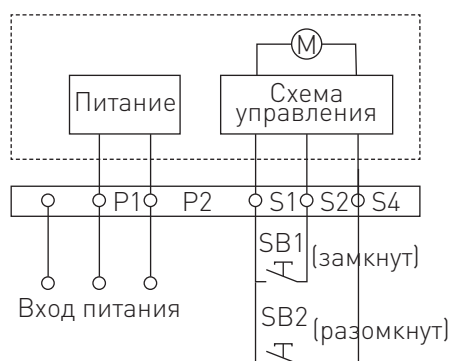 M
Питание
Схема
управления
P1 P2 S1 S2 S4
SB1
(замкнут)
Вход питания
SB2
(разомкнут)